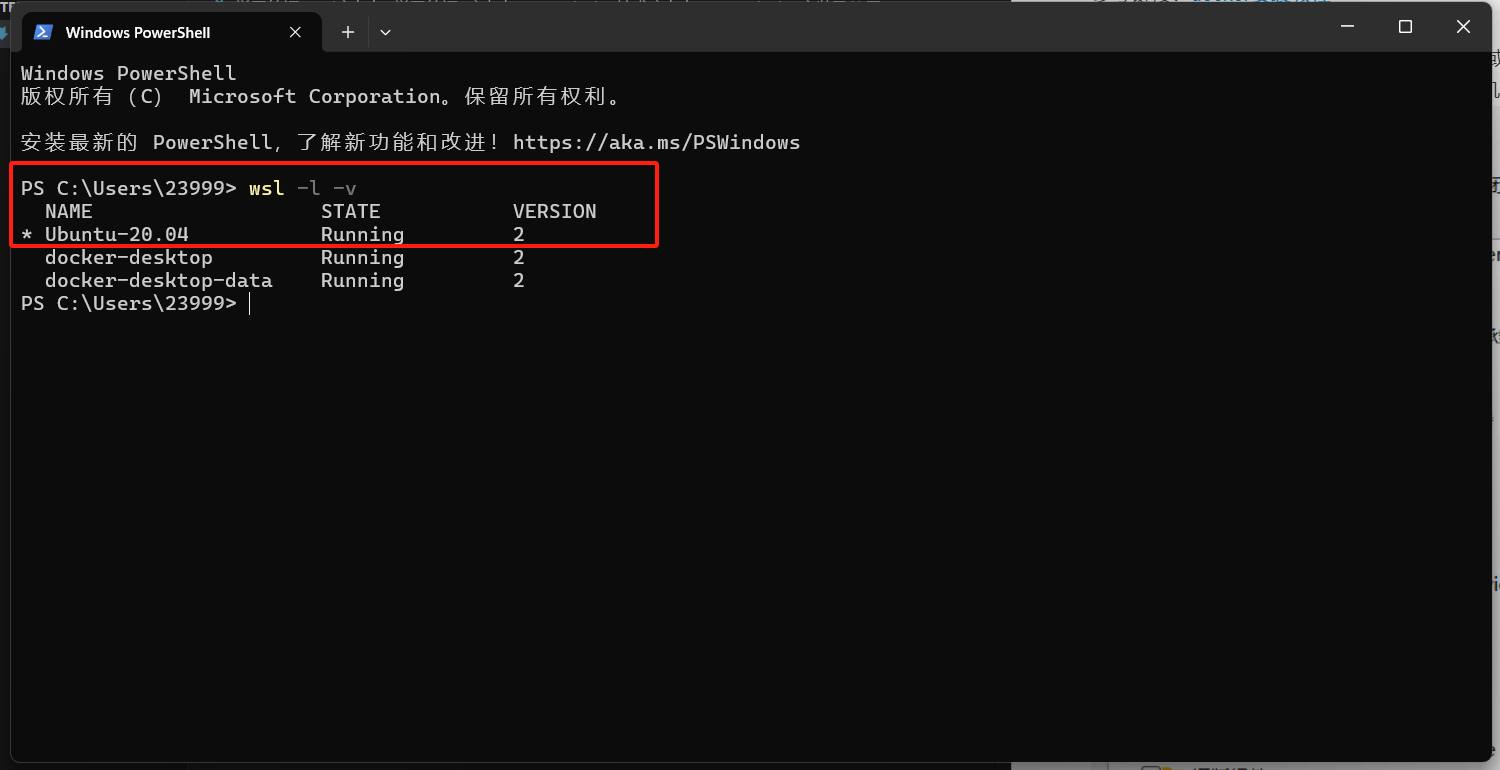 Windows PowerShell
Windows PowerShell
版权所有 (C) Microsoft Corporation。保留所有权利。
安装最新的 PowerShell,了解新功能和改进!https://aka.ms/PSWindows
PS C:\Users\23999> wsl -l -v
NAME STATE VERSION
* Ubuntu-20.04 Running 2
docker-desktop Running 2
docker-desktop-data Running 2
PS C:\Users\23999>